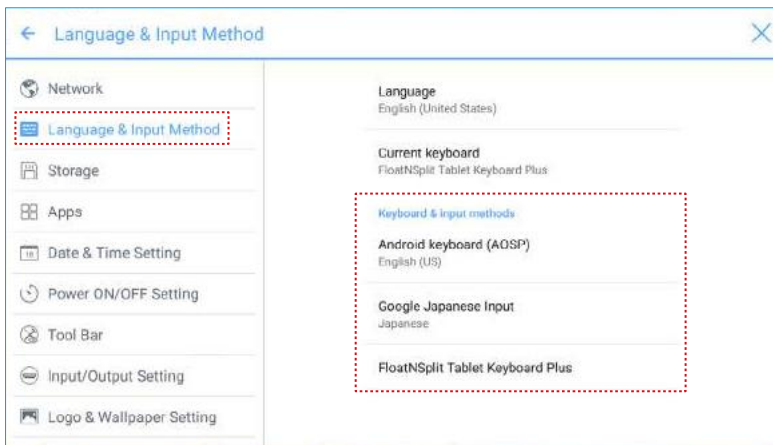 Language & Input Method
Network
Language & Input Method
Storage
Apps
18
Date & Time Setting
Power ON/OFF Setting
Tool Bar
Input/Output Setting
Logo & Wallpaper Setting
Language
English (United States)
Current keyboard
FloatNSplit Tablet Keyboard Plus
Keyboard & input methods
Android keyboard (AOSP)
English (US)
Google Japanese Input
Japanese
FloatNSplit Tablet Keyboard Plus